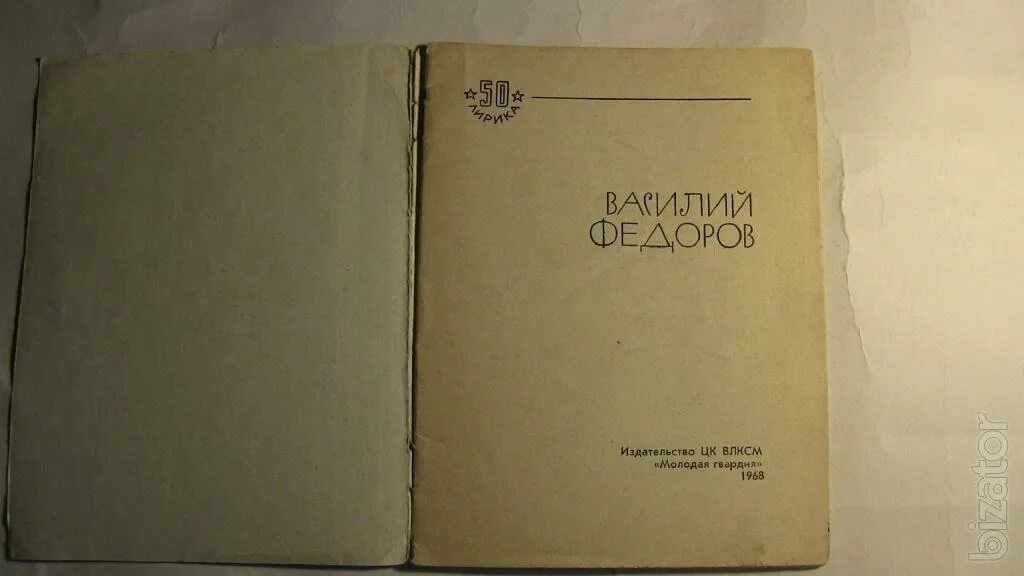 ☆ 50 ☆
ЛИРИКА
ВАСИЛИЙ
ФЕДОРОВ
Издательство ЦК ВЛКСМ
«Молодая гвардия»
1968
bizator